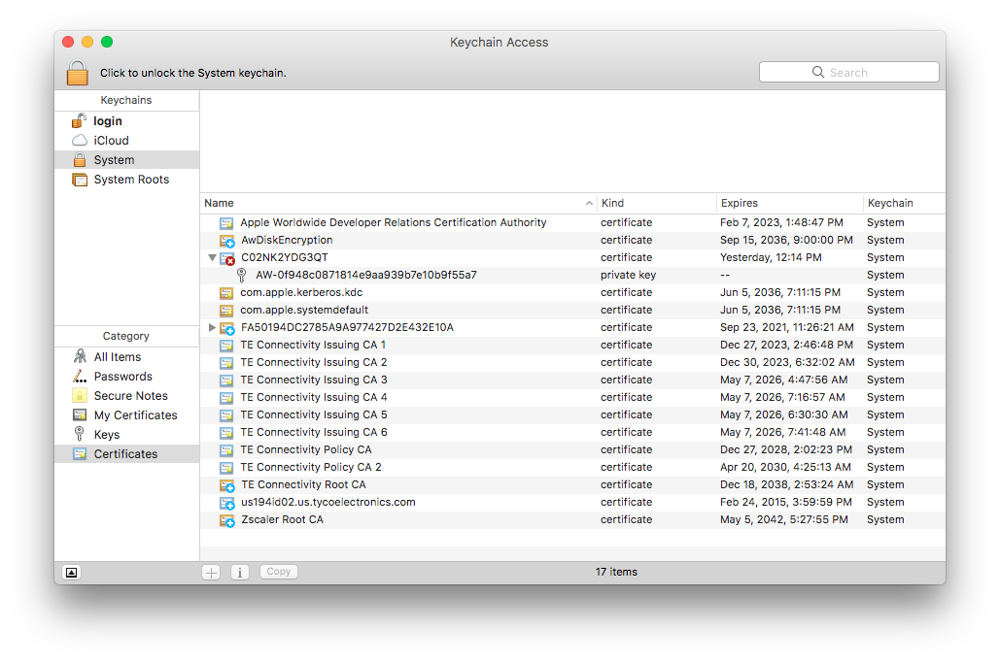 Keychain Access
Click to unlock the System keychain.
Search
Keychains
login
iCloud
System
System Roots
Category
All Items
Passwords
Secure Notes
My Certificates
Keys
Certificates
Name Kind Expires Keychain
Apple Worldwide Developer Relations Certification Authority certificate Feb 7, 2023, 1:48:47 PM System
AwDiskEncryption certificate Sep 15, 2036, 9:00:00 PM System
C02NK2YDG3QT certificate Yesterday, 12:14 PM System
AW-0f948c0871814e9aa939b7e10b9f55a7 private key -- System
com.apple.kerberos.kdc certificate Jun 5, 2036, 7:11:15 PM System
com.apple.systemdefault certificate Jun 5, 2036, 7:11:15 PM System
FA50194DC2785A9A977427D2E432E10A certificate Sep 23, 2021, 11:26:21 AM System
TE Connectivity Issuing CA 1 certificate Dec 27, 2023, 2:46:48 PM System
TE Connectivity Issuing CA 2 certificate Dec 30, 2023, 6:32:02 AM System
TE Connectivity Issuing CA 3 certificate May 7, 2026, 4:47:56 AM System
TE Connectivity Issuing CA 4 certificate May 7, 2026, 7:16:57 AM System
TE Connectivity Issuing CA 5 certificate May 7, 2026, 6:30:30 AM System
TE Connectivity Issuing CA 6 certificate May 7, 2026, 7:41:48 AM System
TE Connectivity Policy CA certificate Dec 27, 2028, 2:02:23 PM System
TE Connectivity Policy CA 2 certificate Apr 20, 2030, 4:25:13 AM System
TE Connectivity Root CA certificate Dec 18, 2038, 2:53:24 AM System
us194id02.us.tycoelectronics.com certificate Feb 24, 2015, 3:59:59 PM System
Zscaler Root CA certificate May 5, 2042, 5:27:55 PM System
Copy
17 items